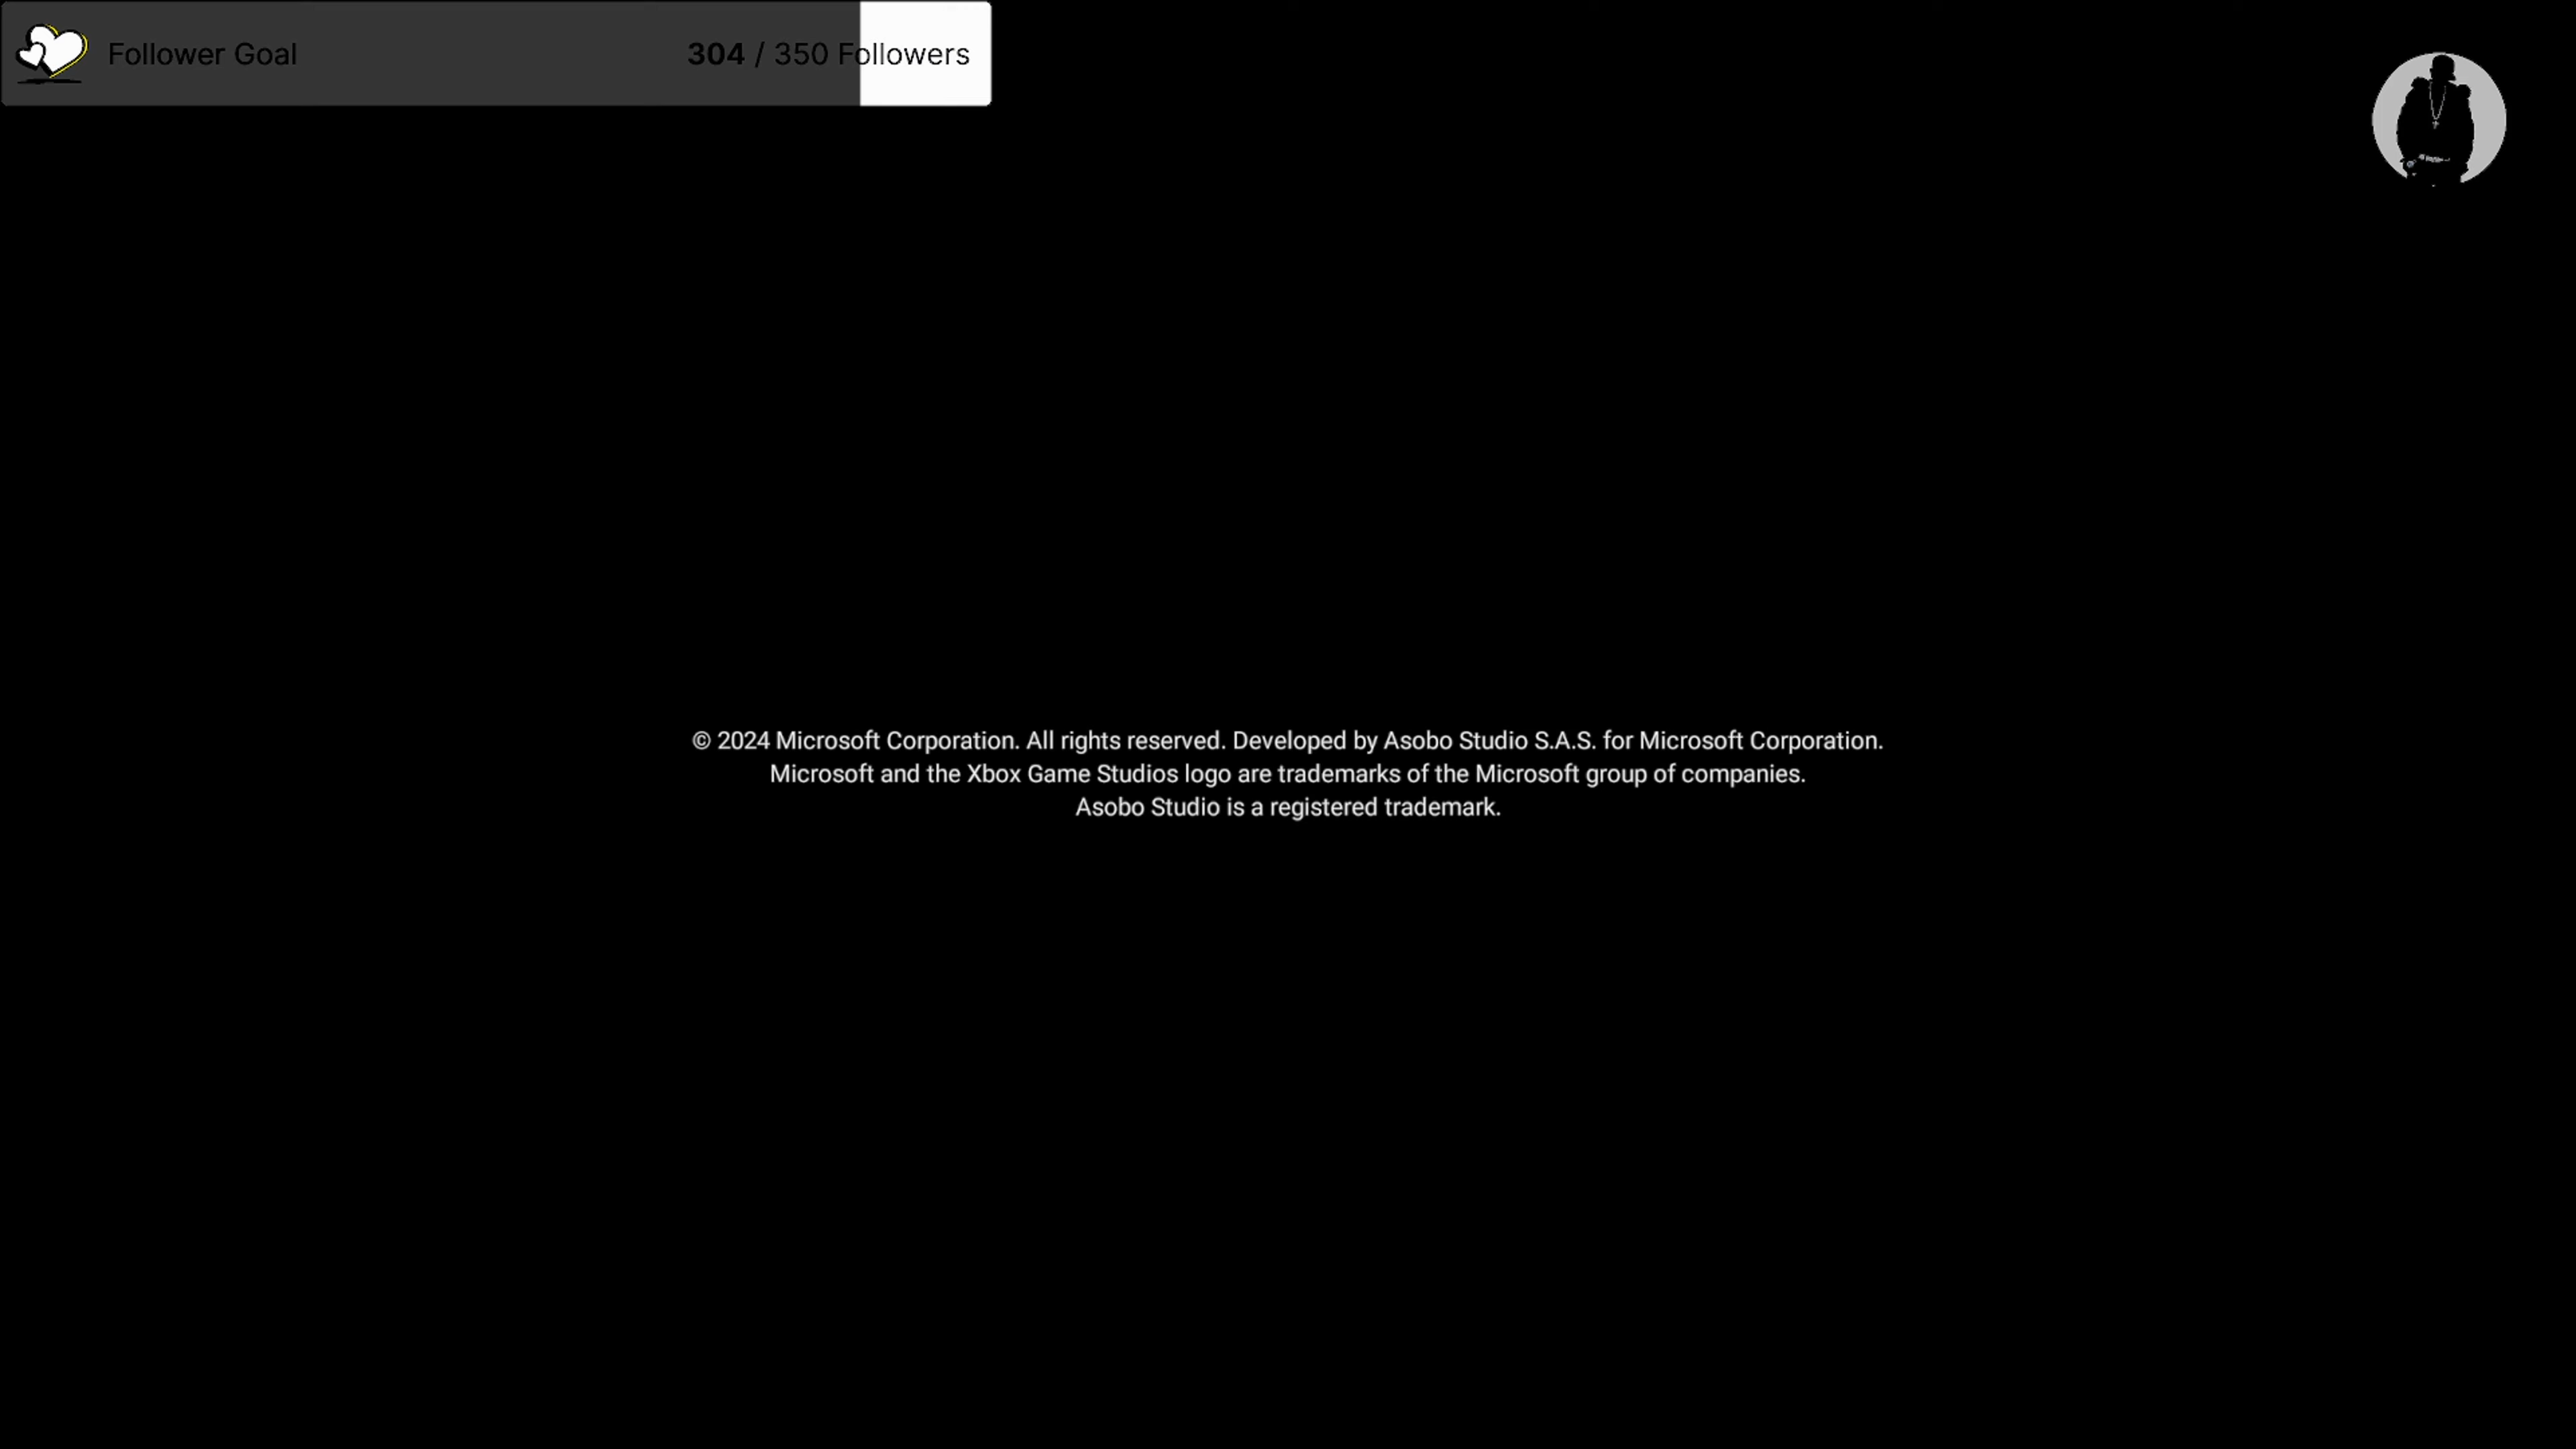 Follower Goal
304 / 350 Followers
© 2024 Microsoft Corporation. All rights reserved. Developed by Asobo Studio S.A.S. for Microsoft Corporation.
Microsoft and the Xbox Game Studios logo are trademarks of the Microsoft group of companies.
Asobo Studio is a registered trademark.